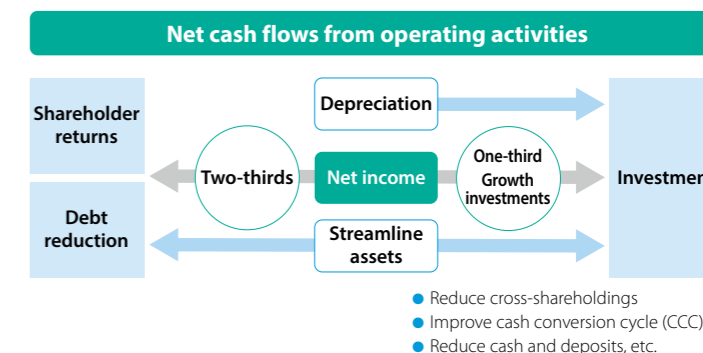 Net cash flows from operating activities
Shareholder
returns
Debt
reduction
Two-thirds
Depreciation
Net income
Streamline
assets
One-third
Growth
investments
Investmen
● Reduce cross-shareholdings
● Improve cash conversion cycle (CCC)
● Reduce cash and deposits, etc.